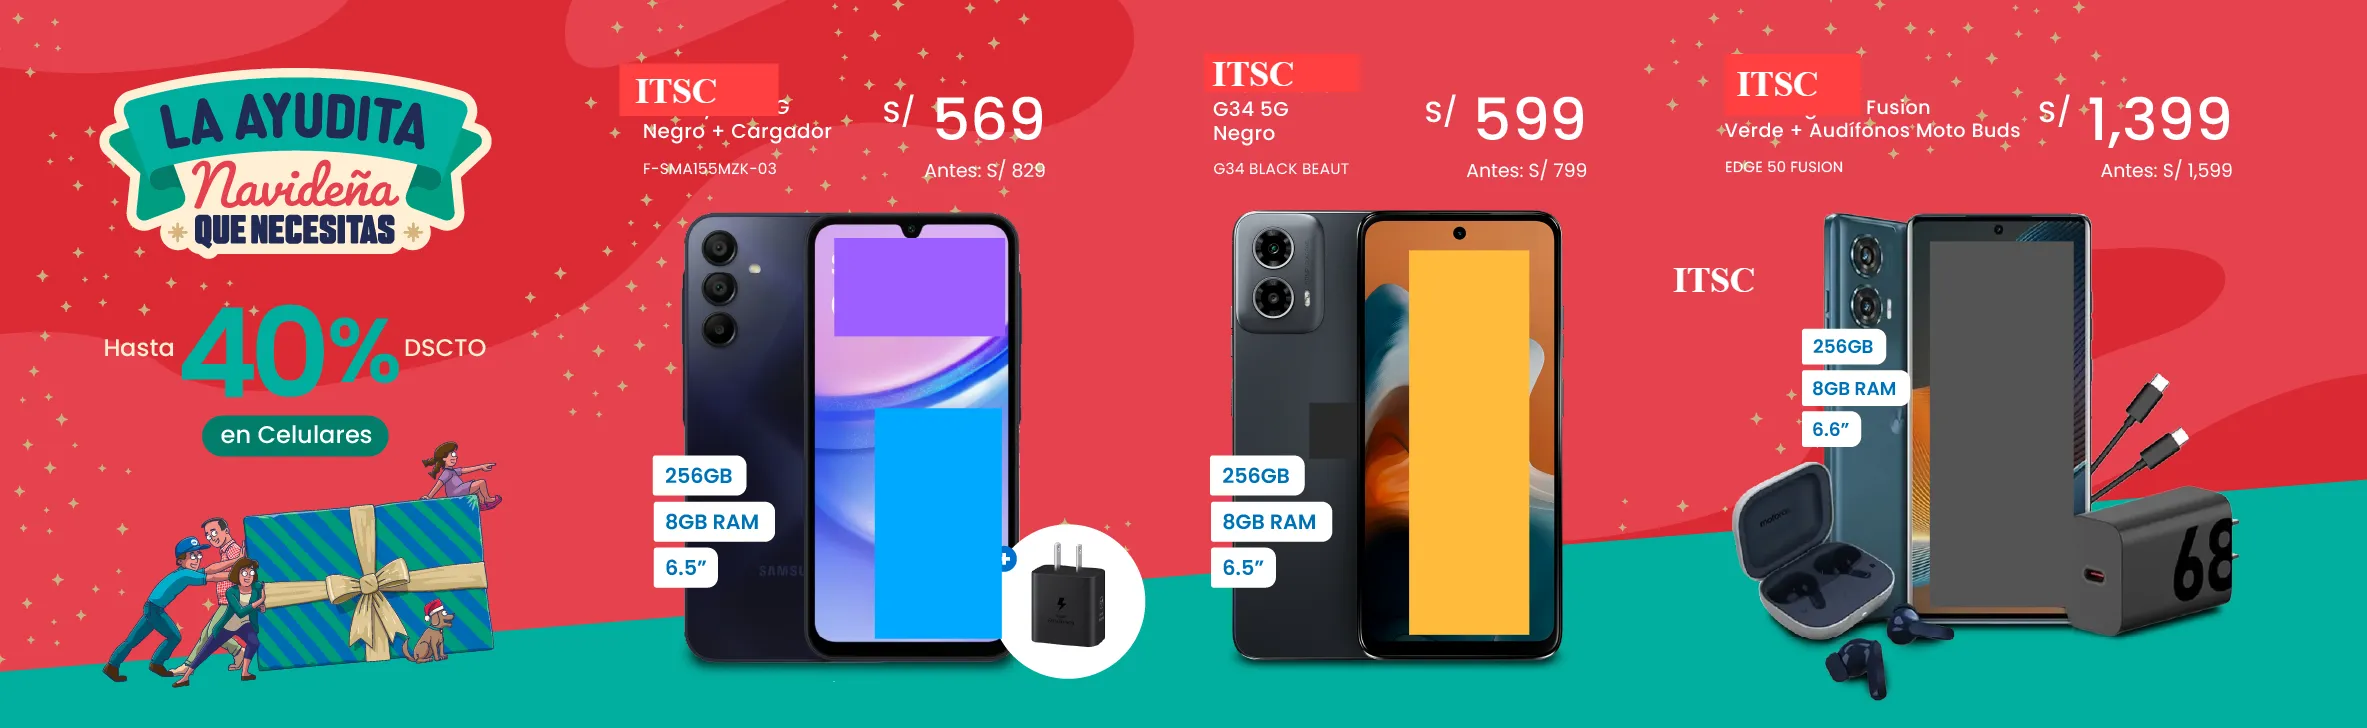 LA AYUDITA
Navideña
QUE NECESITAS
Hasta 40% DSCTO
en Celulares
ITSC
G
Negro + Cargador
F-SMA155MZK-03
S/ 569
Antes: S/ 829
256GB
8GB RAM
6.5”
SAMSU
+
ITSC
G34 5G
Negro
G34 BLACK BEAUT
S/ 599
Antes: S/ 799
256GB
8GB RAM
6.5”
ITSC
Fusion
Verde + Audífonos Moto Buds
EDGE 50 FUSION
S/ 1,399
Antes: S/ 1,599
ITSC
256GB
8GB RAM
6.6”
68